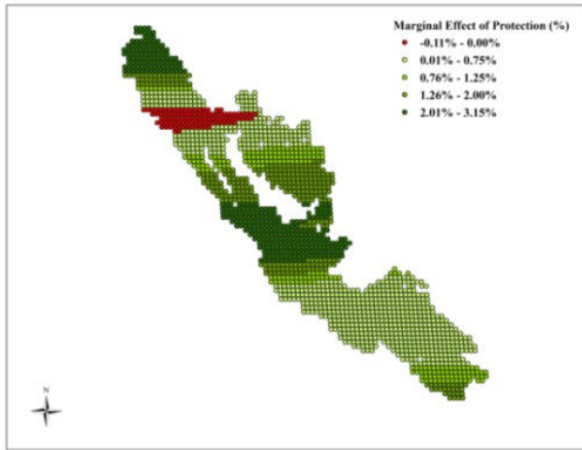 Marginal Effect of Protection (%)
-0.11% - 0.00%
0.01% - 0.75%
0.76% - 1.25%
1.26% - 2.00%
2.01% - 3.15%
N